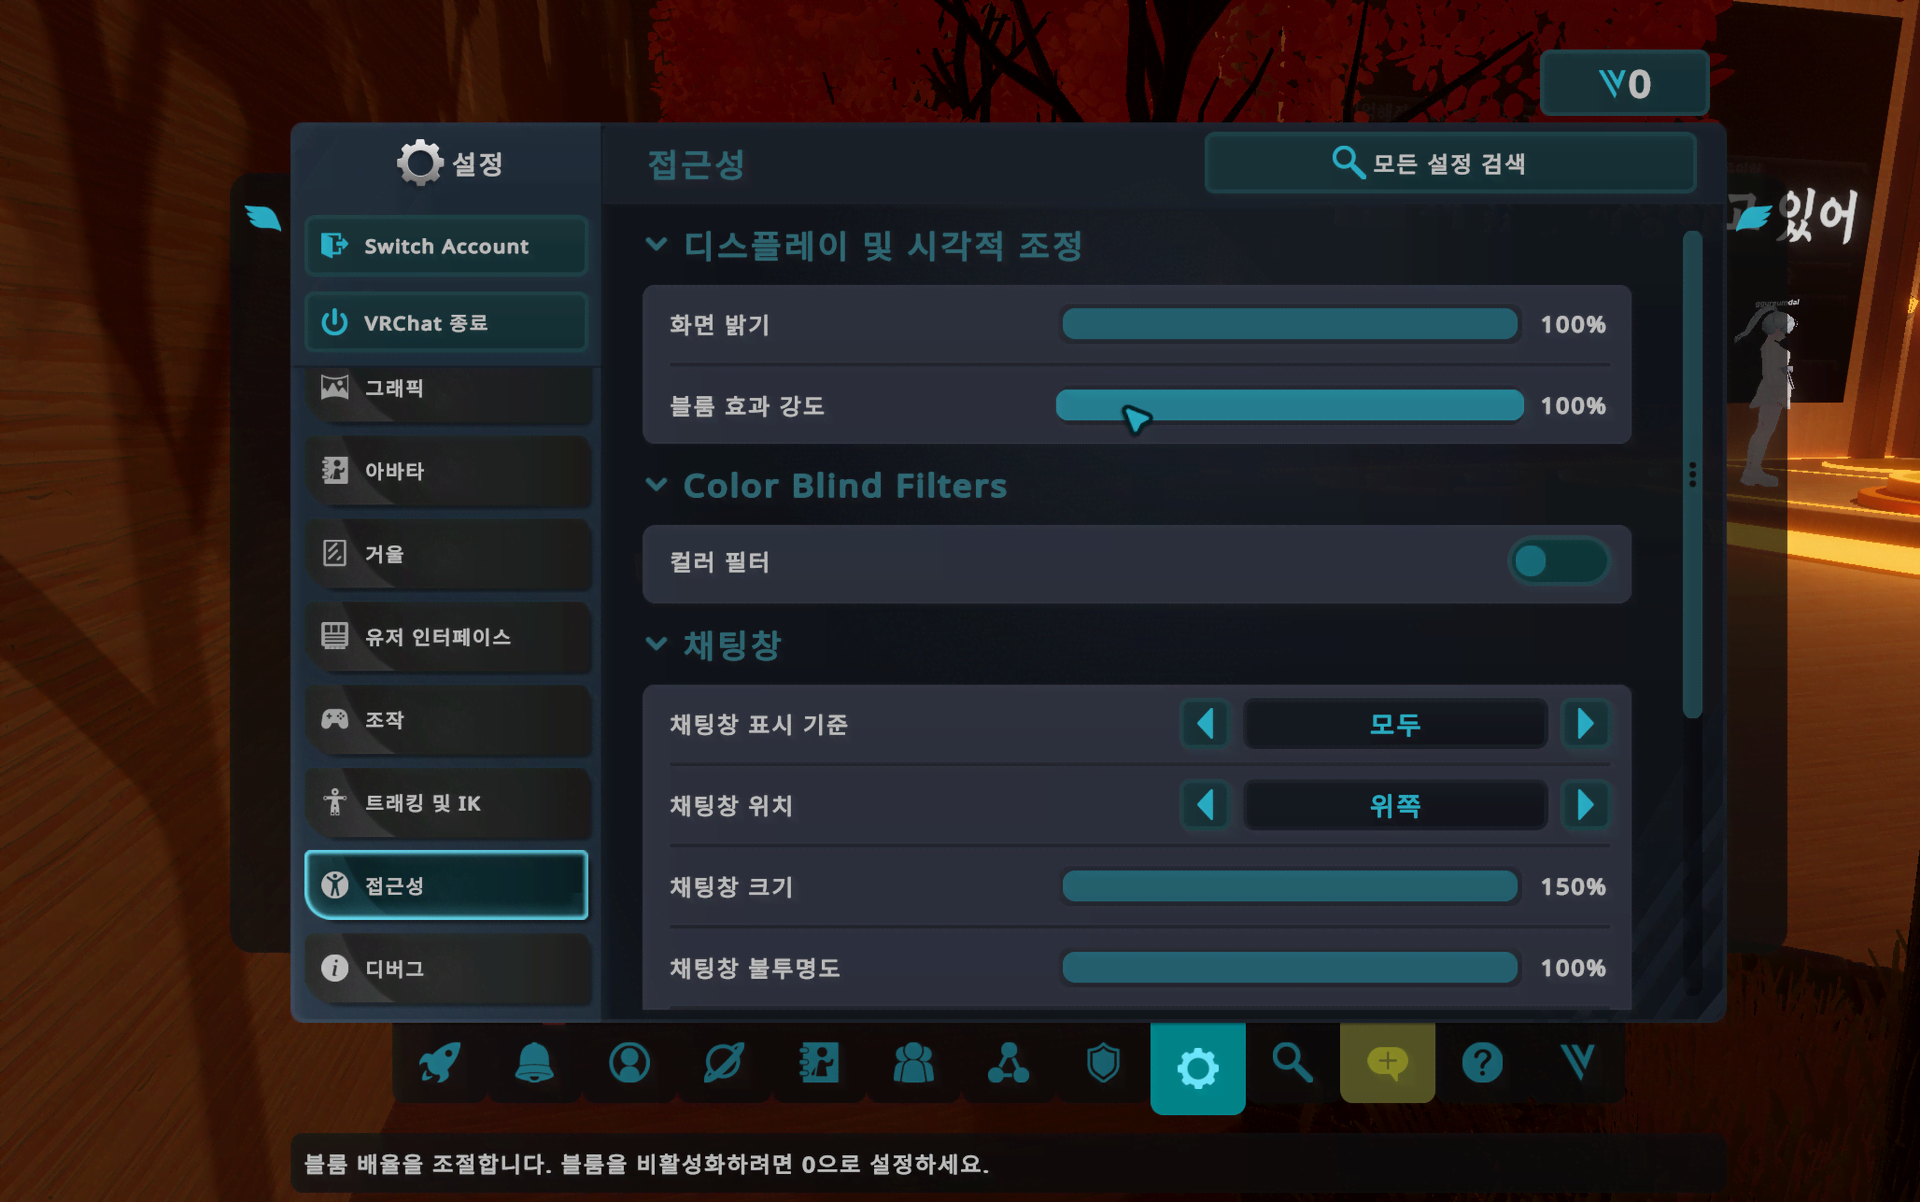 0
설정
접근성
모든 설정 검색
있어
Switch Account
디스플레이 및 시각적 조정
VRChat 종료
화면 밝기
100%
그래픽
블룸 효과 강도
100%
아바타
Color Blind Filters
거울
컬러 필터
유저 인터페이스
채팅창
조작
채팅창 표시 기준
모두
트래킹 및 IK
채팅창 위치
위쪽
접근성
채팅창 크기
150%
디버그
채팅창 불투명도
100%
블룸 배율을 조절합니다. 블룸을 비활성화하려면 0으로 설정하세요.